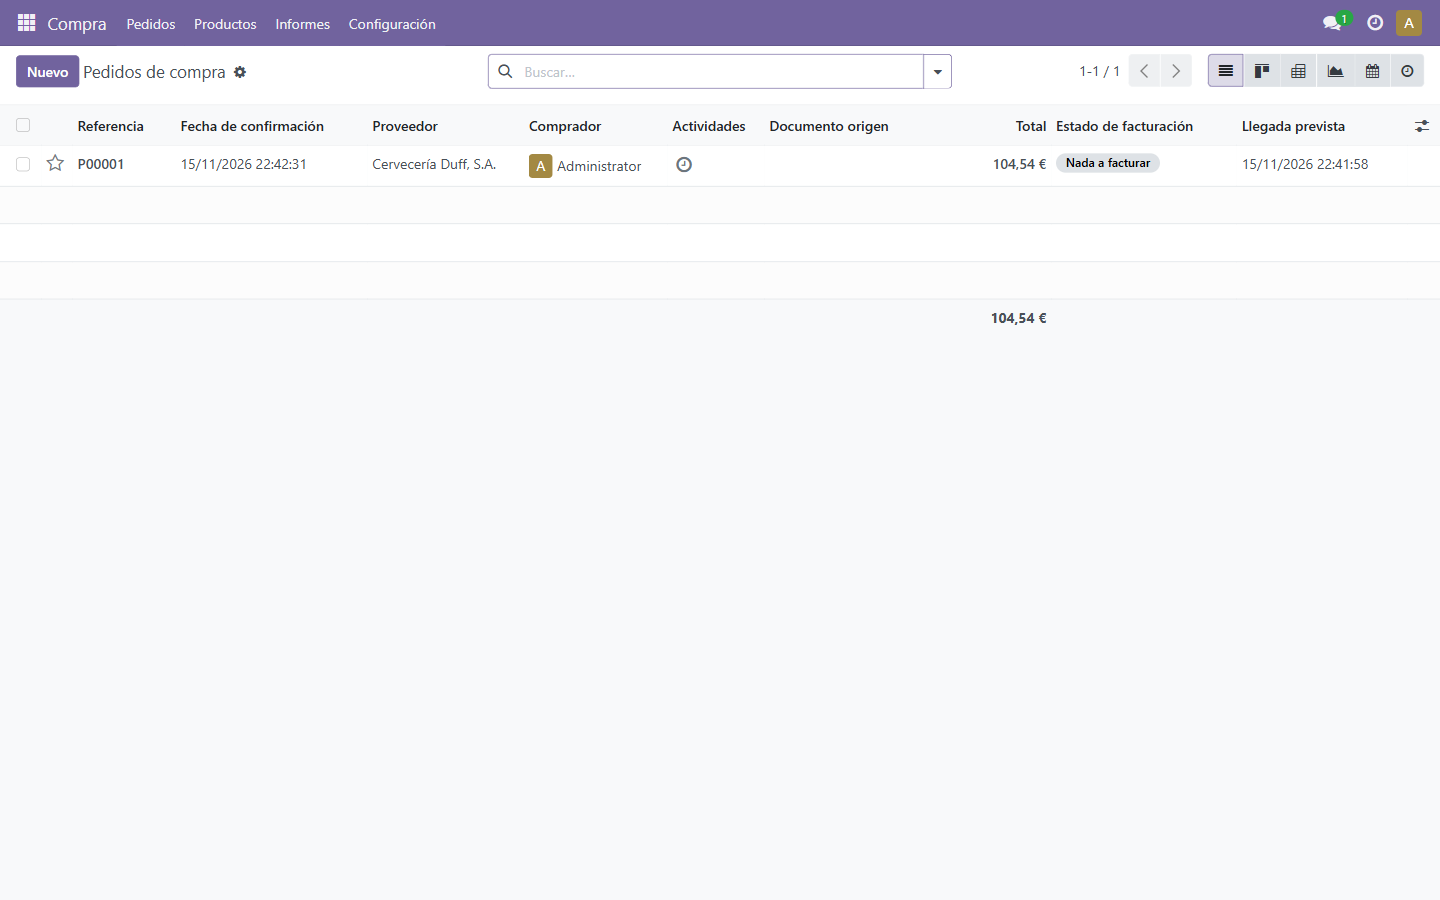 Compra Pedidos Productos Informes Configuración 1 A
Nuevo Pedidos de compra Buscar... 1-1 / 1
Referencia Fecha de confirmación Proveedor Comprador Actividades Documento origen Total Estado de facturación Llegada prevista
P00001 15/11/2026 22:42:31 Cervecería Duff, S.A. A Administrator 104,54 € Nada a facturar 15/11/2026 22:41:58
104,54 €